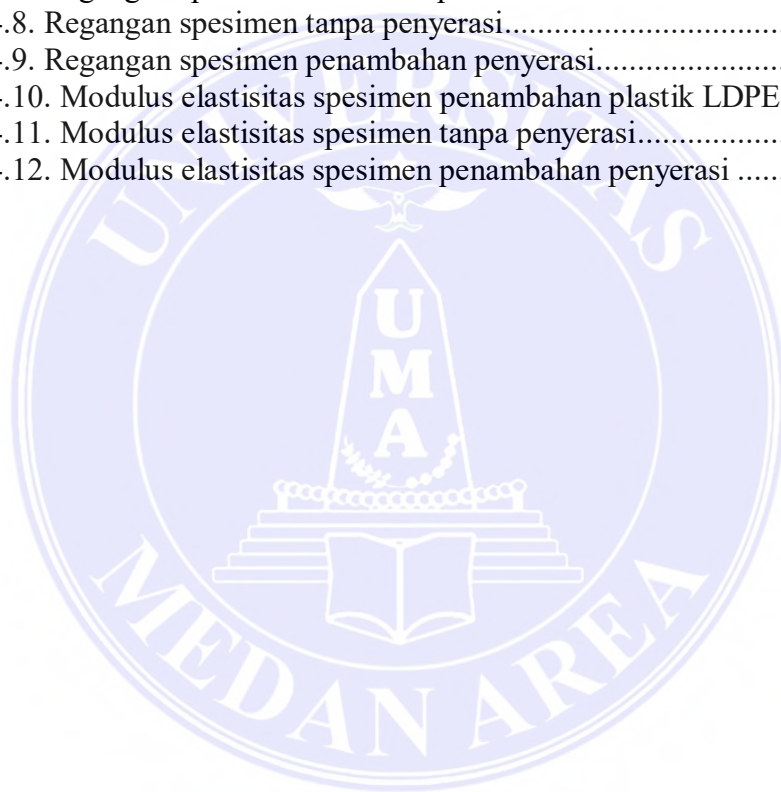 .8. Regangan spesimen tanpa penyerasi.................................
.9. Regangan spesimen penambahan penyerasi......................
.10. Modulus elastisitas spesimen penambahan plastik LDPE
.11. Modulus elastisitas spesimen tanpa penyerasi..................
.12. Modulus elastisitas spesimen penambahan penyerasi ......
UNIVERSITAS
U
M
A
MEDAN AREA